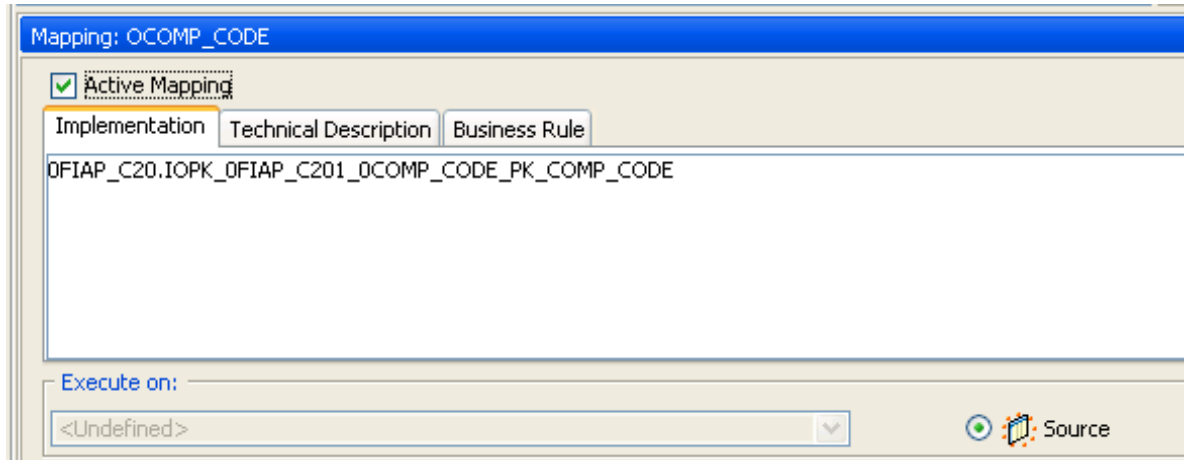 Mapping: OCOMP_CODE
Active Mapping
Implementation Technical Description Business Rule
0FIAP_C20.IOPK_0FIAP_C201_0COMP_CODE_PK_COMP_CODE
Execute on:
<Undefined> Source